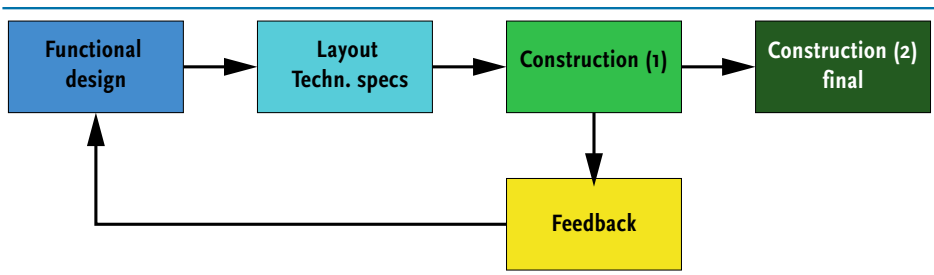 Functional
design
Layout
Techn. specs
Construction (1)
Construction (2)
final
Feedback